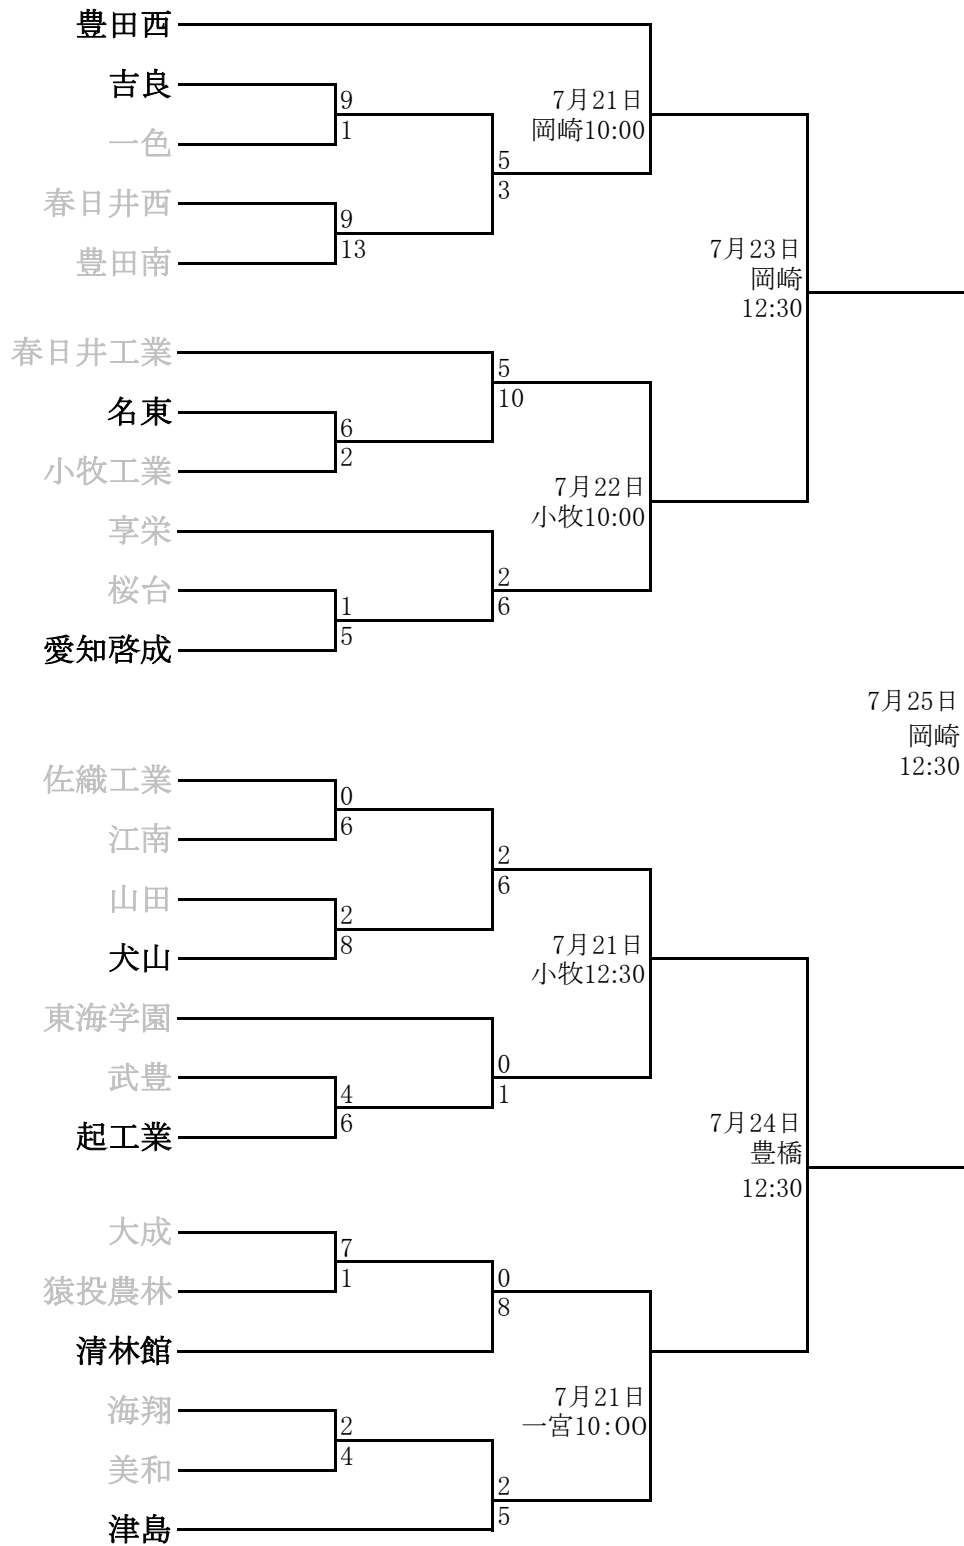 豊田西
吉良
9
7月21日
1
岡崎10:00
一色
5
3
春日井西
9
13
豊田南
7月23日
岡崎
12:30
春日井工業
5
10
名東
6
2
小牧工業
7月22日
小牧10:00
享栄
2
桜台
1
6
5
愛知啓成
7月25日
岡崎
12:30
佐織工業
0
6
江南
2
6
山田
2
8
犬山
7月21日
小牧12:30
東海学園
0
武豊
4
1
6
起工業
7月24日
豊橋
12:30
大成
7
1
猿投農林
0
8
清林館
7月21日
一宮10:00
海翔
2
4
美和
2
5
津島